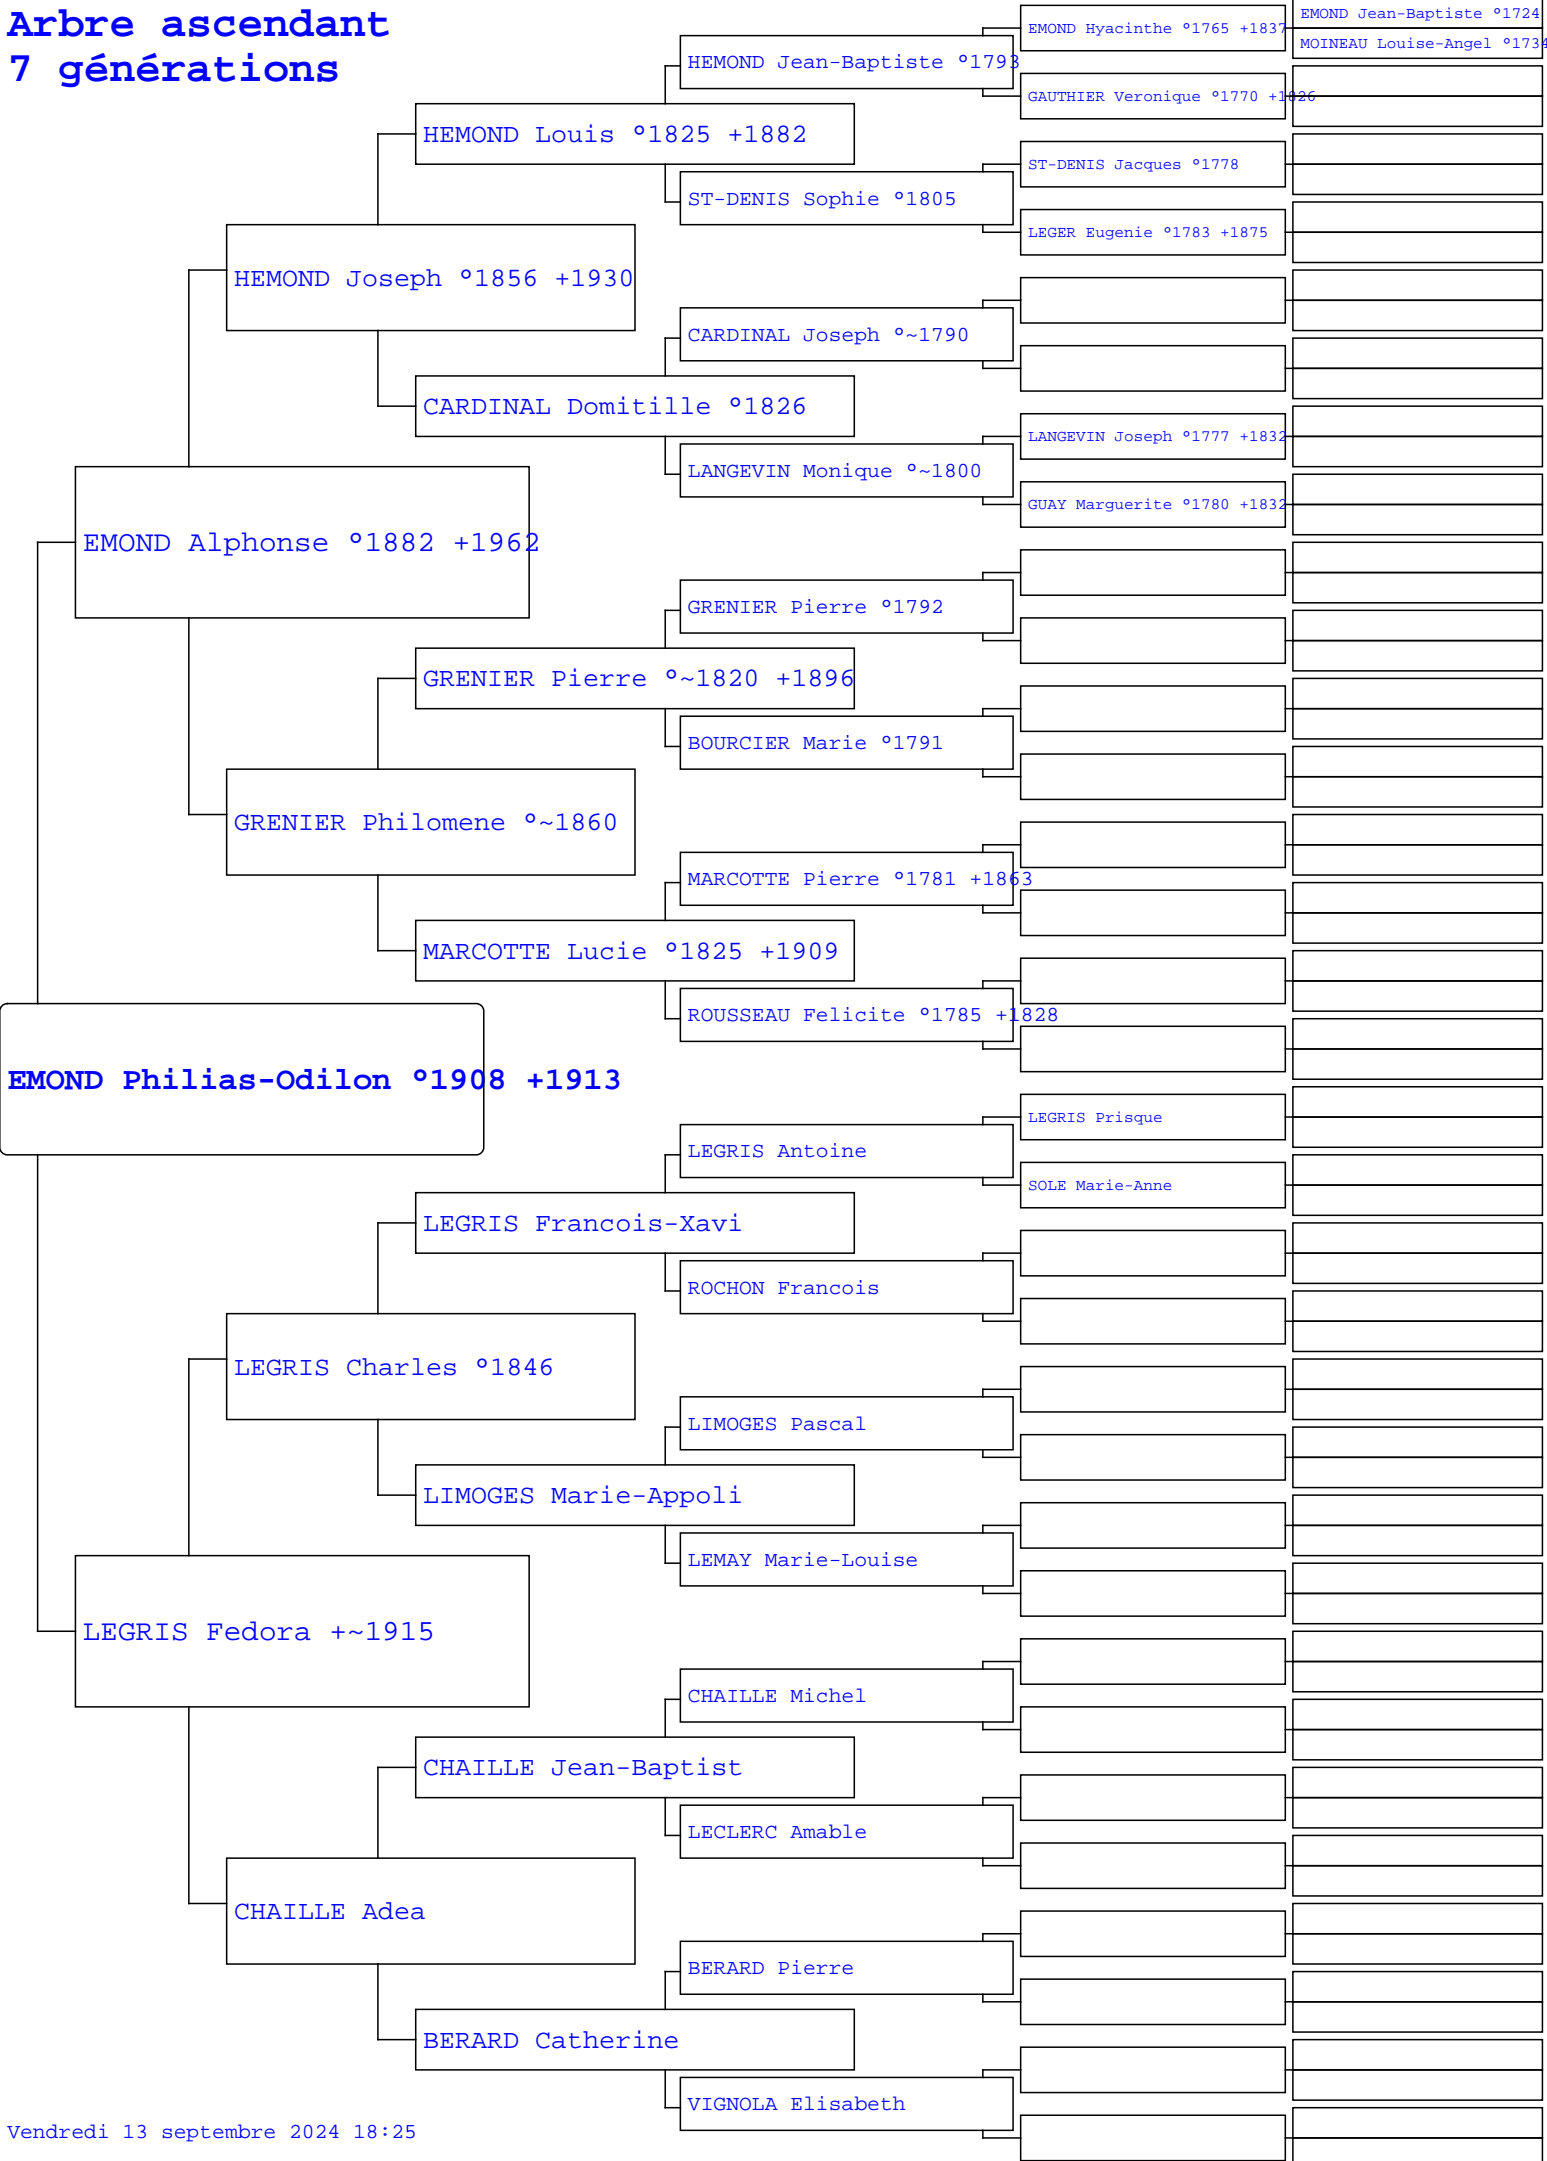 Arbre ascendant
7 générations
EMOND Philias-Odilon °1908 +1913
EMOND Alphonse °1882 +1962
LEGRIS Fedora +~1915
HEMOND Joseph °1856 +1930
GRENIER Philomene °~1860
LEGRIS Charles °1846
CHAILLE Adea
HEMOND Louis °1825 +1882
CARDINAL Domitille °1826
GRENIER Pierre °~1820 +1896
MARCOTTE Lucie °1825 +1909
LEGRIS Francois-Xavi
LIMOGES Marie-Appoli
CHAILLE Jean-Baptist
BERARD Catherine
HEMOND Jean-Baptiste °1793
ST-DENIS Sophie °1805
CARDINAL Joseph °~1790
LANGEVIN Monique °~1800
GRENIER Pierre °1792
BOURCIER Marie °1791
MARCOTTE Pierre °1781 +1863
ROUSSEAU Felicite °1785 +1828
LEGRIS Antoine
ROCHON Francois
LIMOGES Pascal
LEMAY Marie-Louise
CHAILLE Michel
LECLERC Amable
BERARD Pierre
VIGNOLA Elisabeth
EMOND Hyacinthe °1765 +1837
GAUTHIER Veronique °1770 +1826
ST-DENIS Jacques °1778
LEGER Eugenie °1783 +1875
LANGEVIN Joseph °1777 +1832
GUAY Marguerite °1780 +1832
LEGRIS Prisque
SOLE Marie-Anne
EMOND Jean-Baptiste °1724
MOINEAU Louise-Angel °1734
Vendredi 13 septembre 2024 18:25